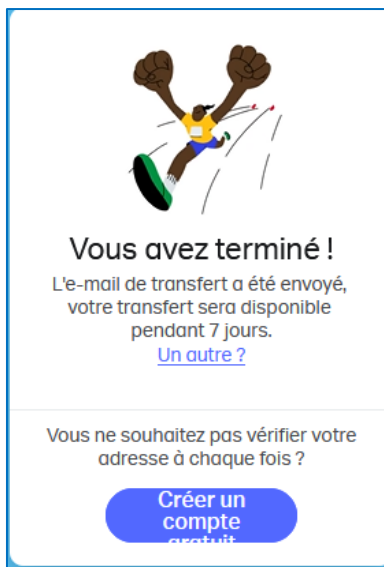 Vous avez terminé !
L'e-mail de transfert a été envoyé,
votre transfert sera disponible
pendant 7 jours.
Un autre ?
Vous ne souhaitez pas vérifier votre
adresse à chaque fois ?
Créer un
compte
gratuit